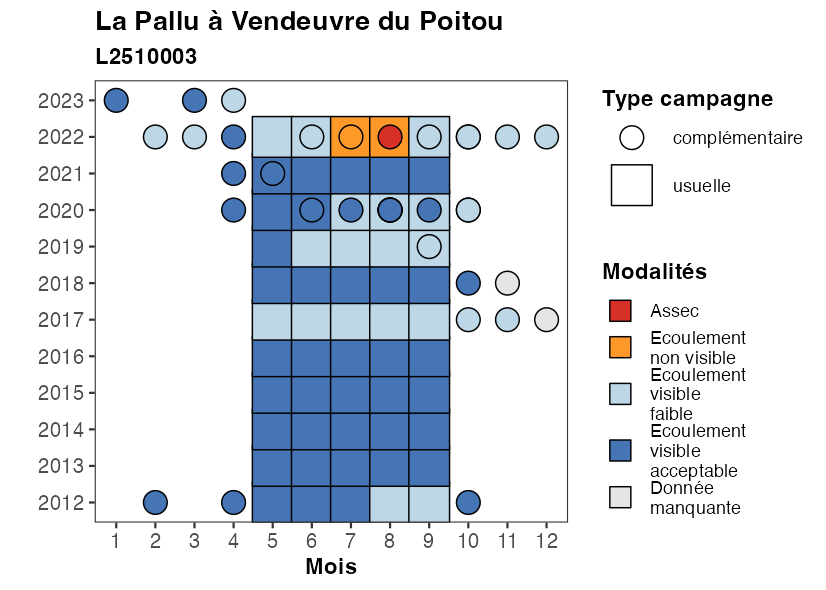 La Pallu à Vendeuvre du Poitou
L2510003
2023
2022
2021
2020
2019
2018
2017
2016
2015
2014
2013
2012
1 2 3 4 5 6 7 8 9 10 11 12
Mois
Type campagne
complémentaire
usuelle
Modalités
Assec
Ecoulement
non visible
Ecoulement
visible
faible
Ecoulement
visible
acceptable
Donnée
manquante